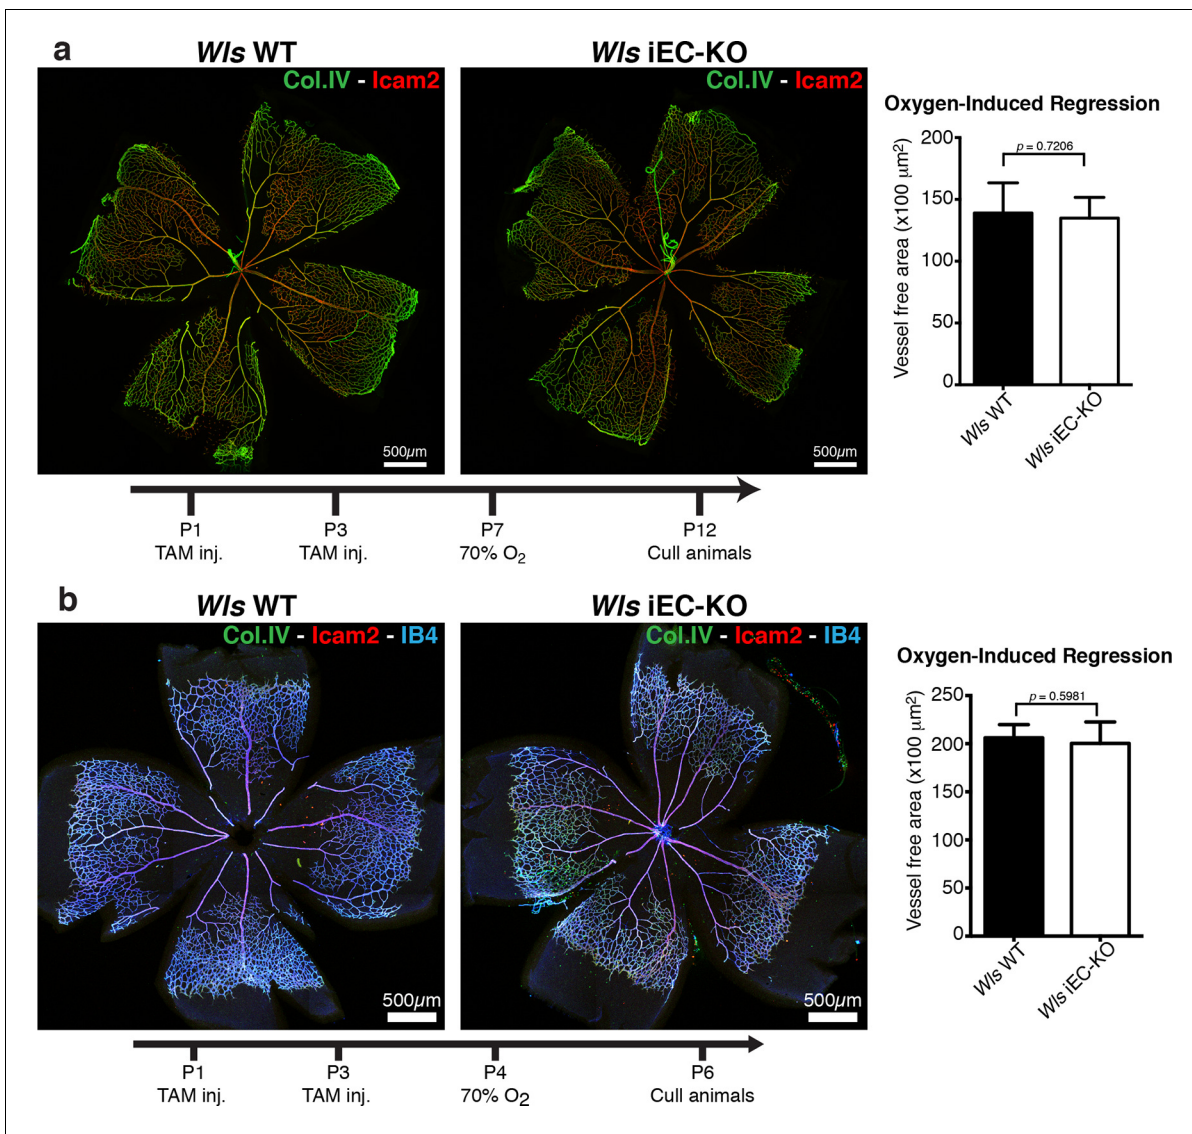 a
Wls WT
Wls iEC-KO
Col.IV - Icam2
Col.IV - Icam2
500µm
500µm
Oxygen-Induced Regression
Vessel free area (x100 µm²)
200
150
100
50
0
p = 0.7206
Wls WT
Wls iEC-KO
P1
TAM inj.
P3
TAM inj.
P7
70% O₂
P12
Cull animals
b
Wls WT
Wls iEC-KO
Col.IV - Icam2 - IB4
Col.IV - Icam2 - IB4
500µm
500µm
Oxygen-Induced Regression
Vessel free area (x100 µm²)
250
200
150
100
50
0
p = 0.5981
Wls WT
Wls iEC-KO
P1
TAM inj.
P3
TAM inj.
P4
70% O₂
P6
Cull animals